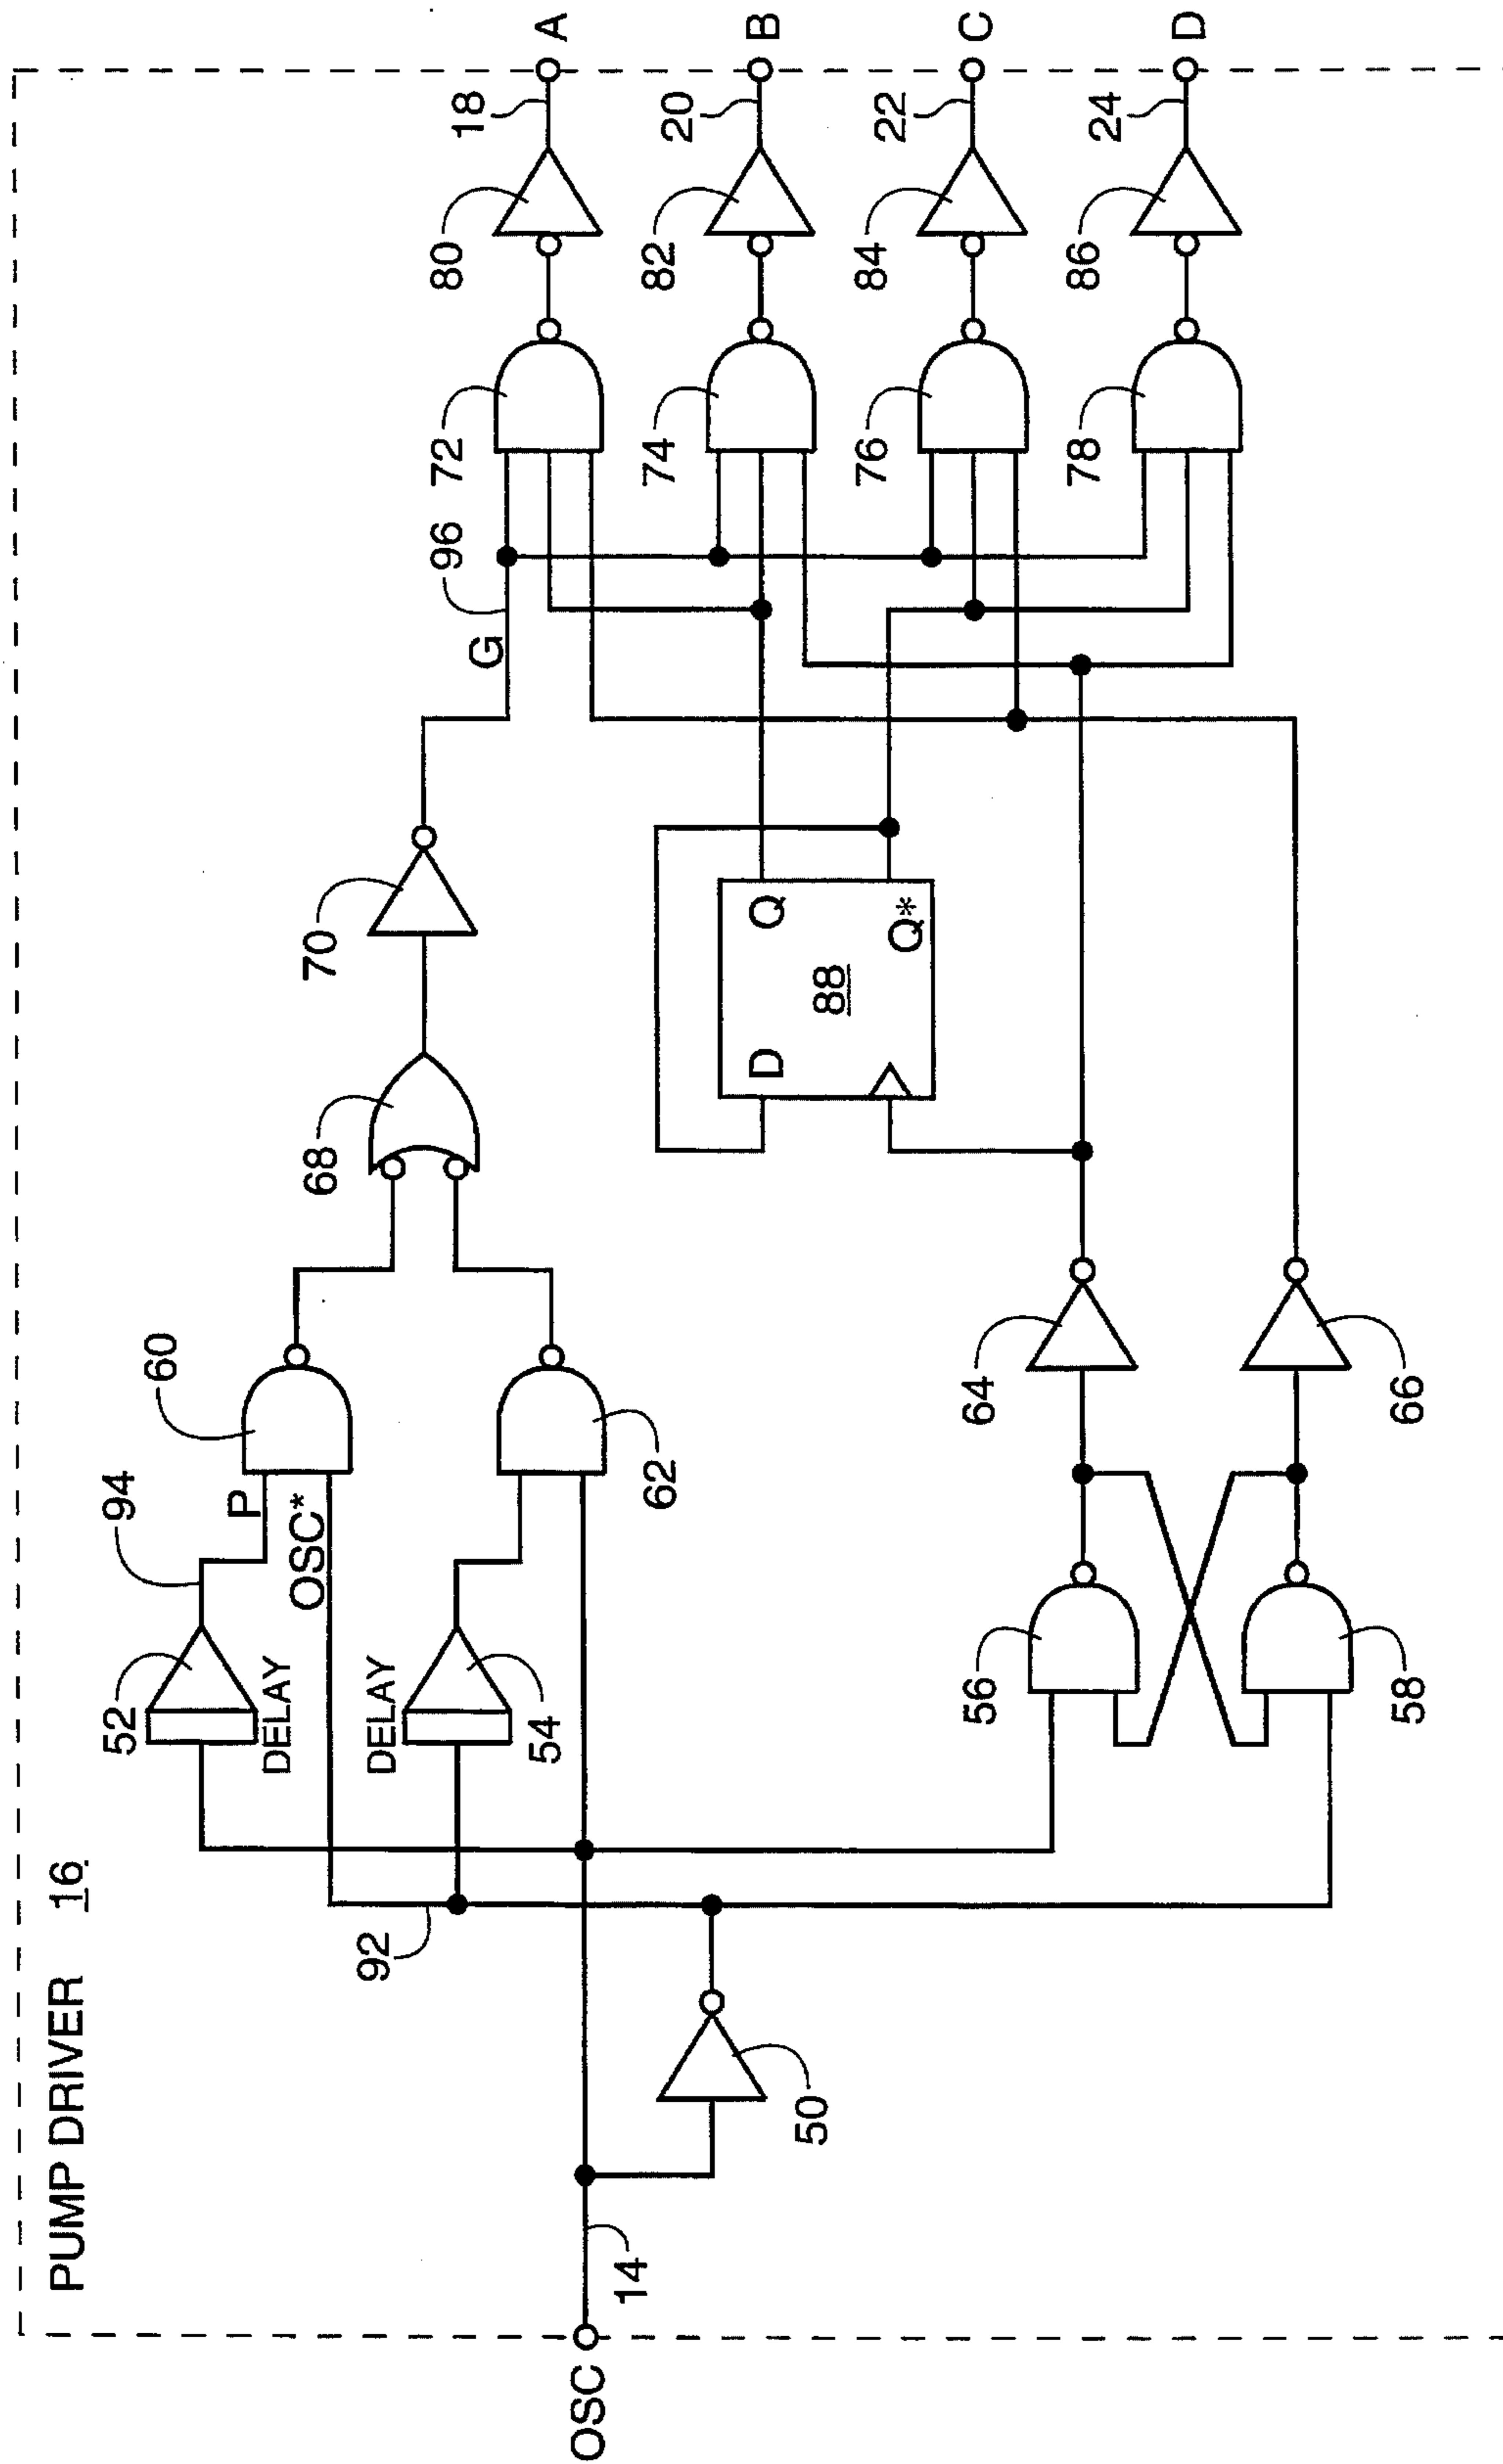 PUMP DRIVER 16
OSC
14
50
92
52
DELAY
94
P
OSC*
60
DELAY
54
62
68
70
G
96
56
58
64
66
D
Q
88
Q*
72
74
76
78
80
82
84
86
18
A
20
B
22
C
24
D